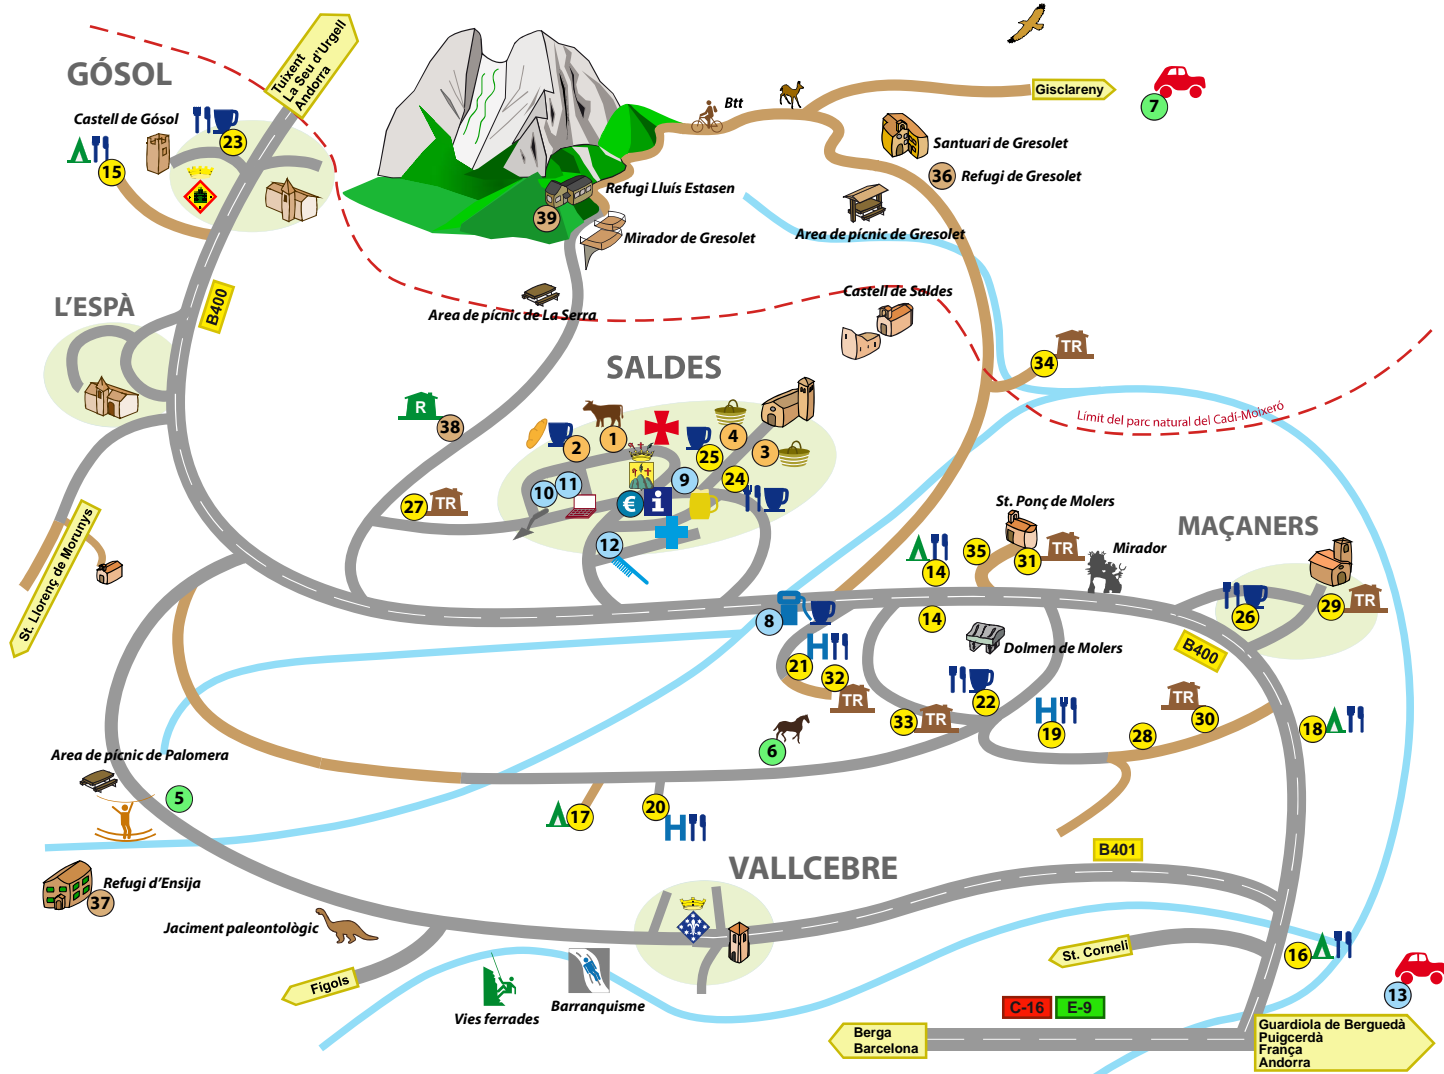 Tuixent
La Seu d'Urgell
Andorra
GÓSOL
Castell de Gósol
23
15
B400
L'ESPÀ
Btt
Gisclareny
7
Santuari de Gresolet
36
Refugi de Gresolet
Refugi Lluís Estasen
39
Mirador de Gresolet
Area de pícnic de Gresolet
Area de pícnic de La Serra
Castell de Saldes
34
TR
Límit del parc natural del Cadí-Moixeró
SALDES
R
38
2
1
25
4
3
24
9
11
10
€
i
12
27
TR
St. Llorenç de Morunys
St. Ponç de Molers
35
31
TR
14
Mirador
MAÇANERS
26
29
TR
8
14
B400
Dolmen de Molers
21
H
32
TR
22
33
TR
H
19
28
TR
30
18
6
Area de pícnic de Palomera
5
17
20
H
B401
VALLCEBRE
Refugi d'Ensija
37
Jaciment paleontològic
Figols
Vies ferrades
Barranquisme
St. Corneli
16
13
C-16
E-9
Berga
Barcelona
Guardiola de Berguedà
Puigcerdà
França
Andorra